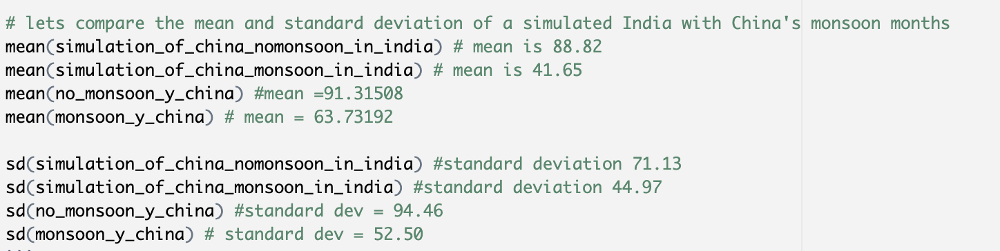 # lets compare the mean and standard deviation of a simulated India with China's monsoon months
mean(simulation_of_china_nomonsoon_in_india) # mean is 88.82
mean(simulation_of_china_monsoon_in_india) # mean is 41.65
mean(no_monsoon_y_china) #mean =91.31508
mean(monsoon_y_china) # mean = 63.73192
sd(simulation_of_china_nomonsoon_in_india) #standard deviation 71.13
sd(simulation_of_china_monsoon_in_india) #standard deviation 44.97
sd(no_monsoon_y_china) #standard dev = 94.46
sd(monsoon_y_china) # standard dev = 52.50